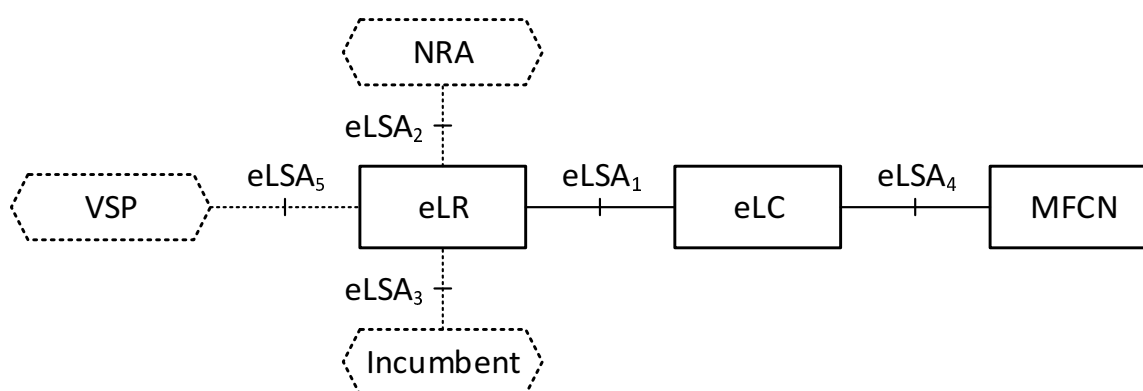 NRA
eLSA₂
eLSA₅
eLSA₁
eLSA₄
VSP
eLR
eLC
MFCN
eLSA₃
Incumbent